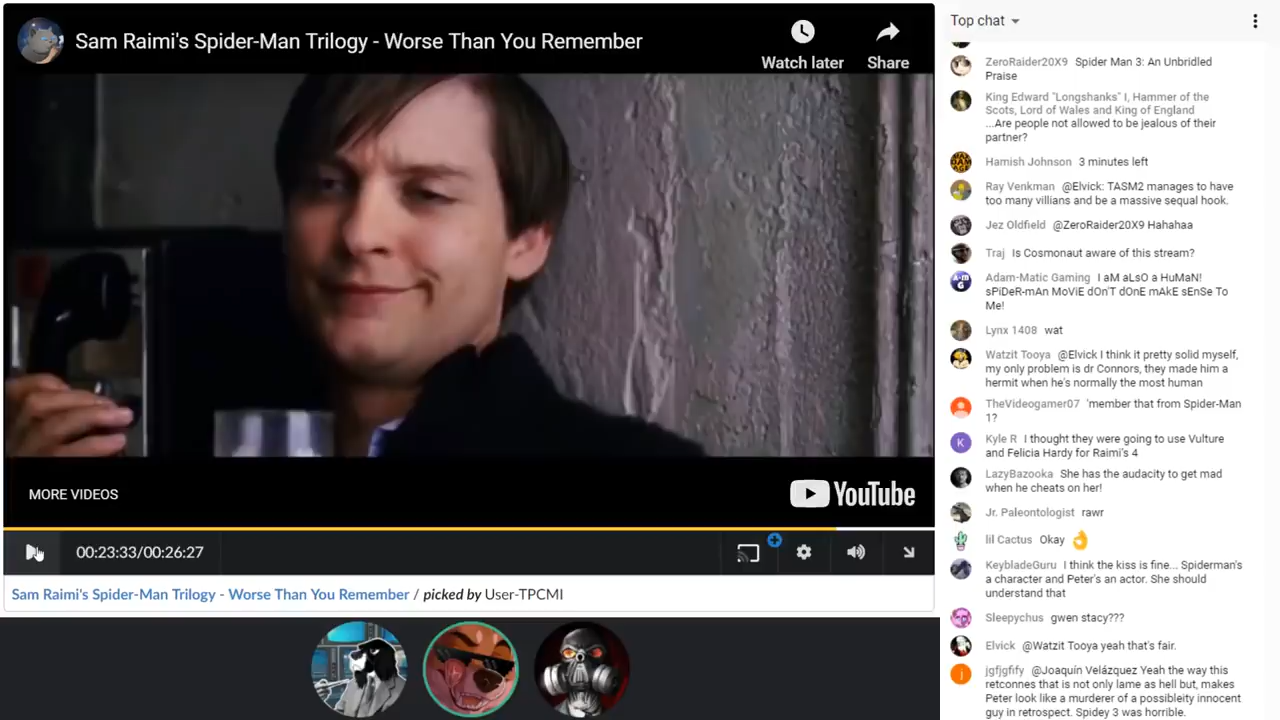 Sam Raimi's Spider-Man Trilogy - Worse Than You Remember
Watch later
Share
MORE VIDEOS
YouTube
00:23:33/00:26:27
Sam Raimi's Spider-Man Trilogy - Worse Than You Remember / picked by User-TPCMI
Top chat
ZeroRaider20X9 Spider Man 3: An Unbridled
Praise
King Edward "Longshanks" I, Hammer of the
Scots, Lord of Wales and King of England
...Are people not allowed to be jealous of their
partner?
Hamish Johnson 3 minutes left
Ray Venkman @Elvick: TASM2 manages to have
too many villians and be a massive sequal hook.
Jez Oldfield @ZeroRaider20X9 Hahahaa
Traj Is Cosmonaut aware of this stream?
Adam-Matic Gaming I aM aLsO a HuMaN!
sPiDeR-mAn MoViE dOn'T dOnE mAkE sEnSe To
Me!
Lynx 1408 wat
Watzit Tooya @Elvick I think it pretty solid myself,
my only problem is dr Connors, they made him a
hermit when he's normally the most human
TheVideogamer07 'member that from Spider-Man
1?
K
Kyle R I thought they were going to use Vulture
and Felicia Hardy for Raimi's 4
LazyBazooka She has the audacity to get mad
when he cheats on her!
Jr. Paleontologist rawr
lil Cactus Okay 👌
KeybladeGuru I think the kiss is fine... Spiderman's
a character and Peter's an actor. She should
understand that
Sleepychus gwen stacy???
Elvick @Watzit Tooya yeah that's fair.
j
jgfjgfify @Joaquín Velázquez Yeah the way this
retconnes that is not only lame as hell but, makes
Peter look like a murderer of a possibleity innocent
guy in retrospect. Spidey 3 was horrible.